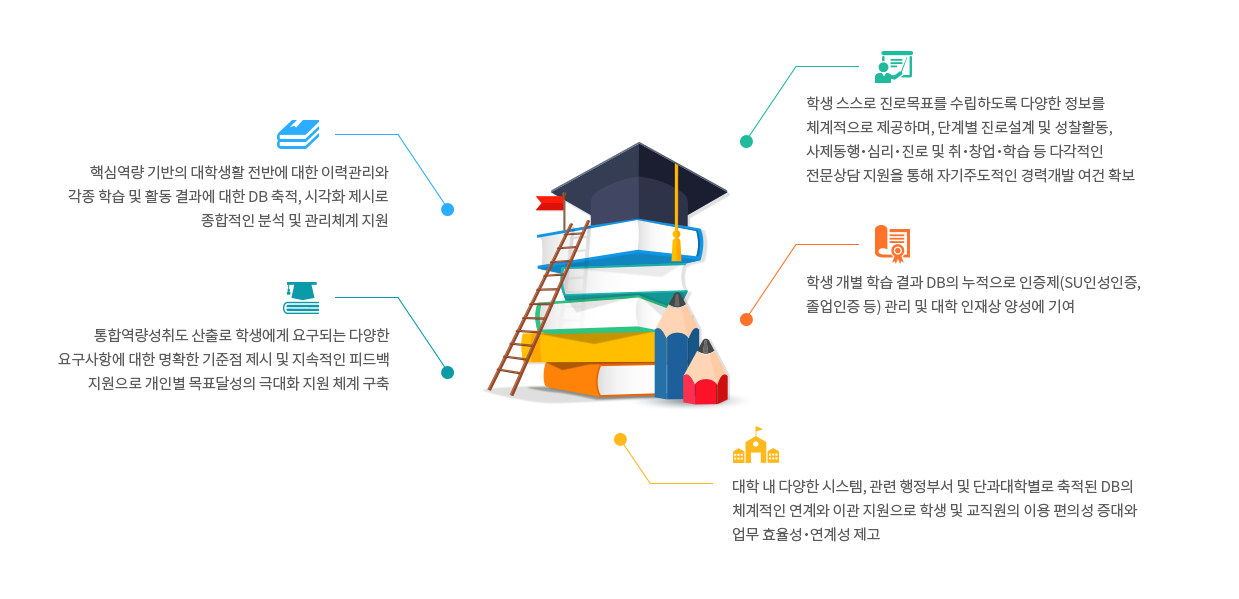 핵심역량 기반의 대학생활 전반에 대한 이력관리와
각종 학습 및 활동 결과에 대한 DB 축적, 시각화 제시로
종합적인 분석 및 관리체계 지원
통합역량성취도 산출로 학생에게 요구되는 다양한
요구사항에 대한 명확한 기준점 제시 및 지속적인 피드백
지원으로 개인별 목표달성의 극대화 지원 체계 구축
학생 스스로 진로목표를 수립하도록 다양한 정보를
체계적으로 제공하며, 단계별 진로설계 및 성찰활동,
사제동행·심리·진로 및 취·창업·학습 등 다각적인
전문상담 지원을 통해 자기주도적인 경력개발 여건 확보
학생 개별 학습 결과 DB의 누적으로 인증제(SU인성인증,
졸업인증 등) 관리 및 대학 인재상 양성에 기여
대학 내 다양한 시스템, 관련 행정부서 및 단과대학별로 축적된 DB의
체계적인 연계와 이관 지원으로 학생 및 교직원의 이용 편의성 증대와
업무 효율성·연계성 제고